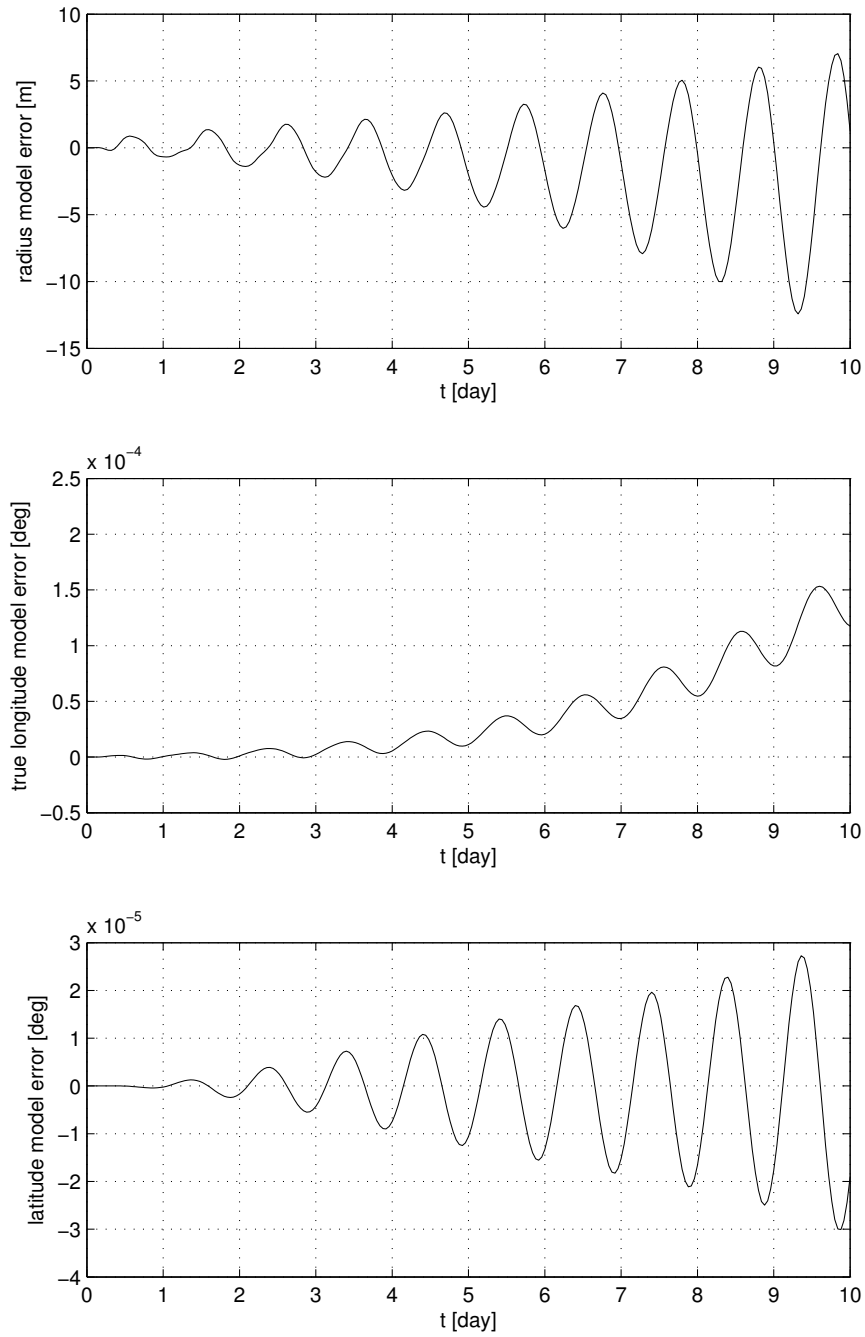 10
5
0
−5
−10
−15
radius model error [m]
0 1 2 3 4 5 6 7 8 9 10
t [day]
x 10⁻⁴
2.5
2
1.5
1
0.5
0
−0.5
true longitude model error [deg]
0 1 2 3 4 5 6 7 8 9 10
t [day]
x 10⁻⁵
3
2
1
0
−1
−2
−3
−4
latitude model error [deg]
0 1 2 3 4 5 6 7 8 9 10
t [day]